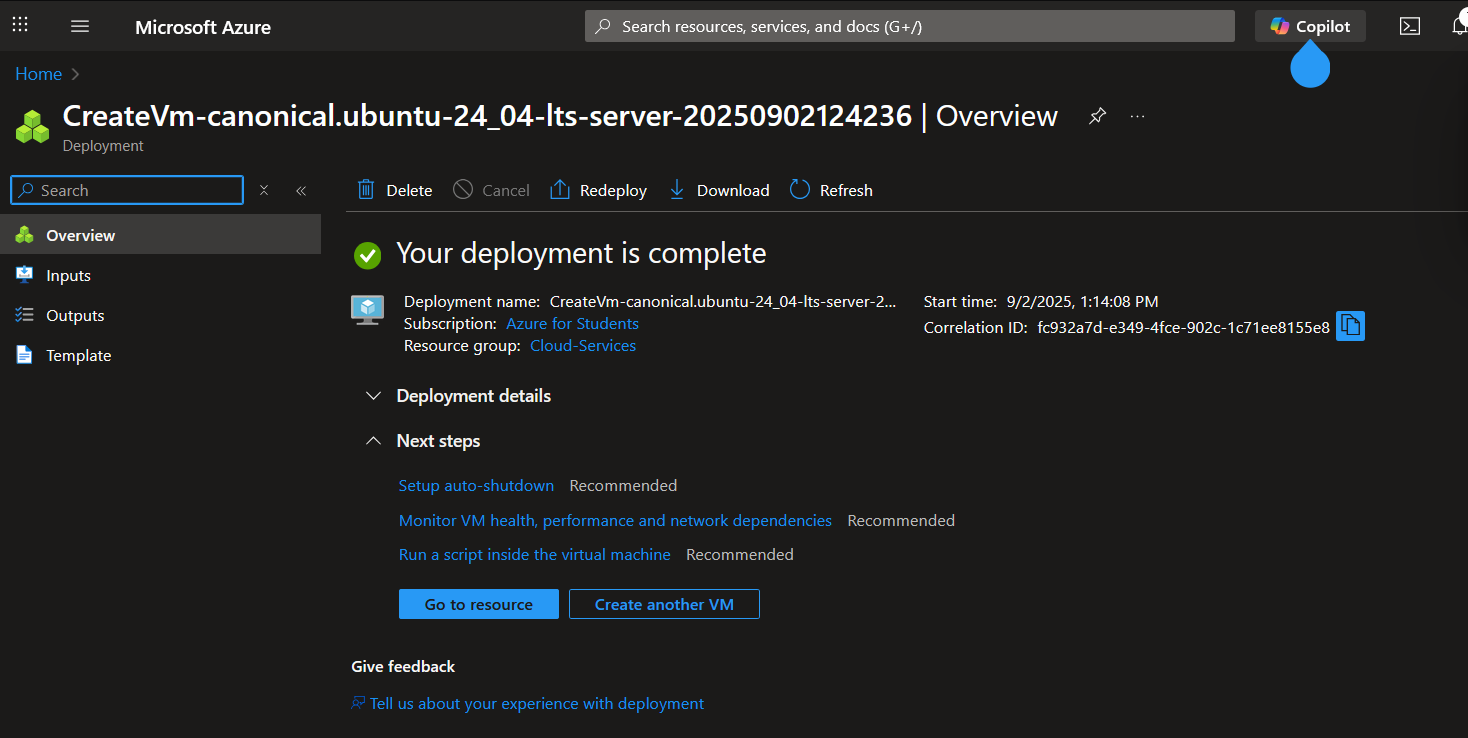 Microsoft Azure
Search resources, services, and docs (G+/)
Copilot
Home
CreateVm-canonical.ubuntu-24_04-lts-server-20250902124236 | Overview
Deployment
Search
Delete
Cancel
Redeploy
Download
Refresh
Overview
Inputs
Outputs
Template
Your deployment is complete
Deployment name: CreateVm-canonical.ubuntu-24_04-lts-server-2...
Subscription: Azure for Students
Resource group: Cloud-Services
Start time: 9/2/2025, 1:14:08 PM
Correlation ID: fc932a7d-e349-4fce-902c-1c71ee8155e8
Deployment details
Next steps
Setup auto-shutdown Recommended
Monitor VM health, performance and network dependencies Recommended
Run a script inside the virtual machine Recommended
Go to resource
Create another VM
Give feedback
Tell us about your experience with deployment